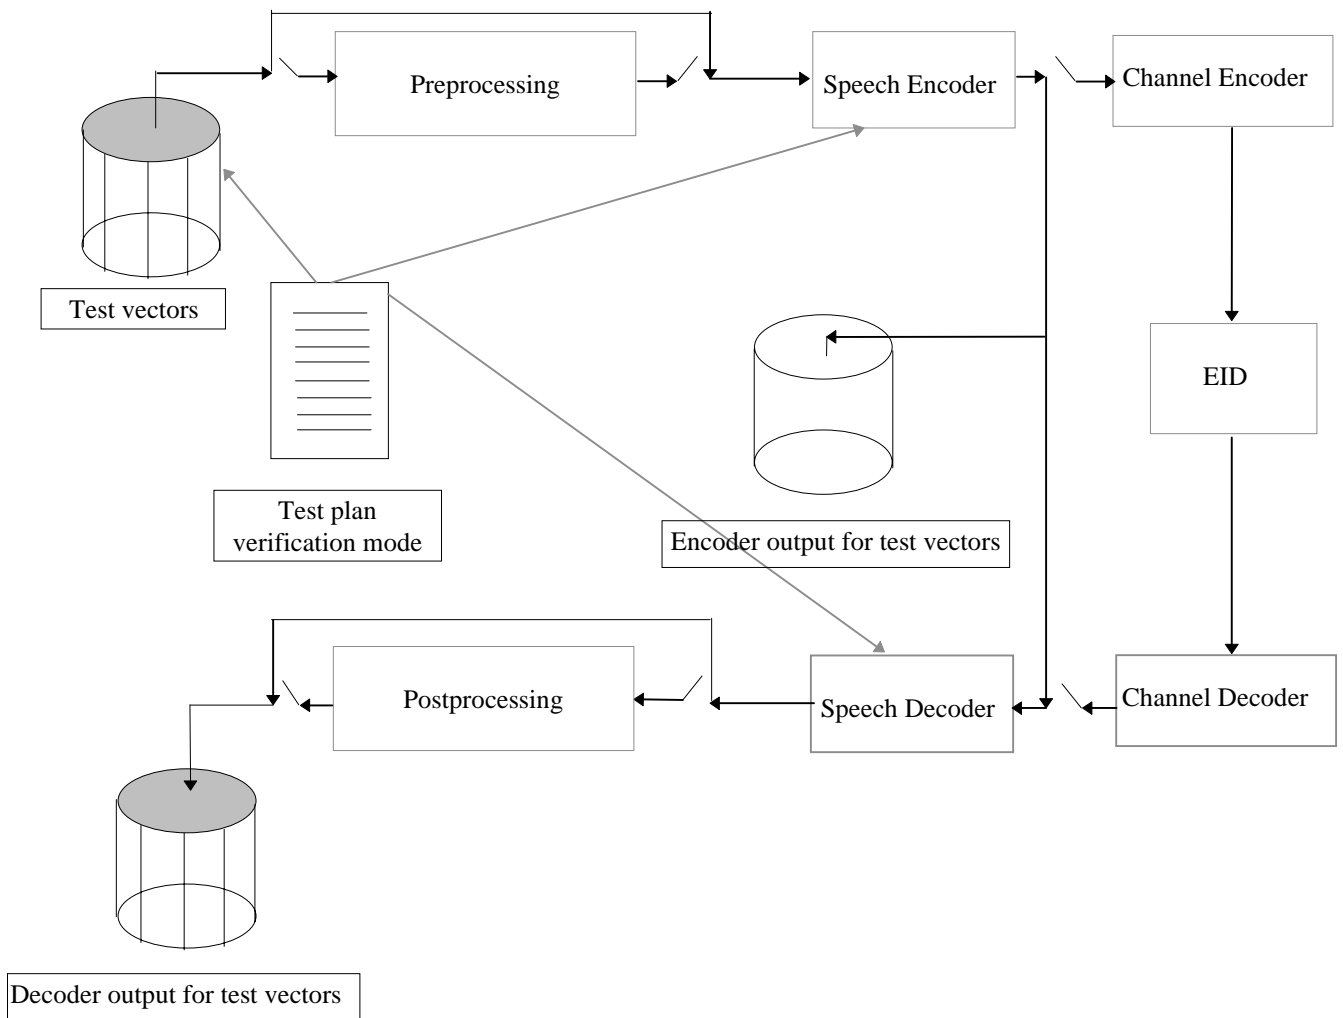 Preprocessing
Speech Encoder
Channel Encoder
Test vectors
EID
Test plan
verification mode
Encoder output for test vectors
Postprocessing
Speech Decoder
Channel Decoder
Decoder output for test vectors